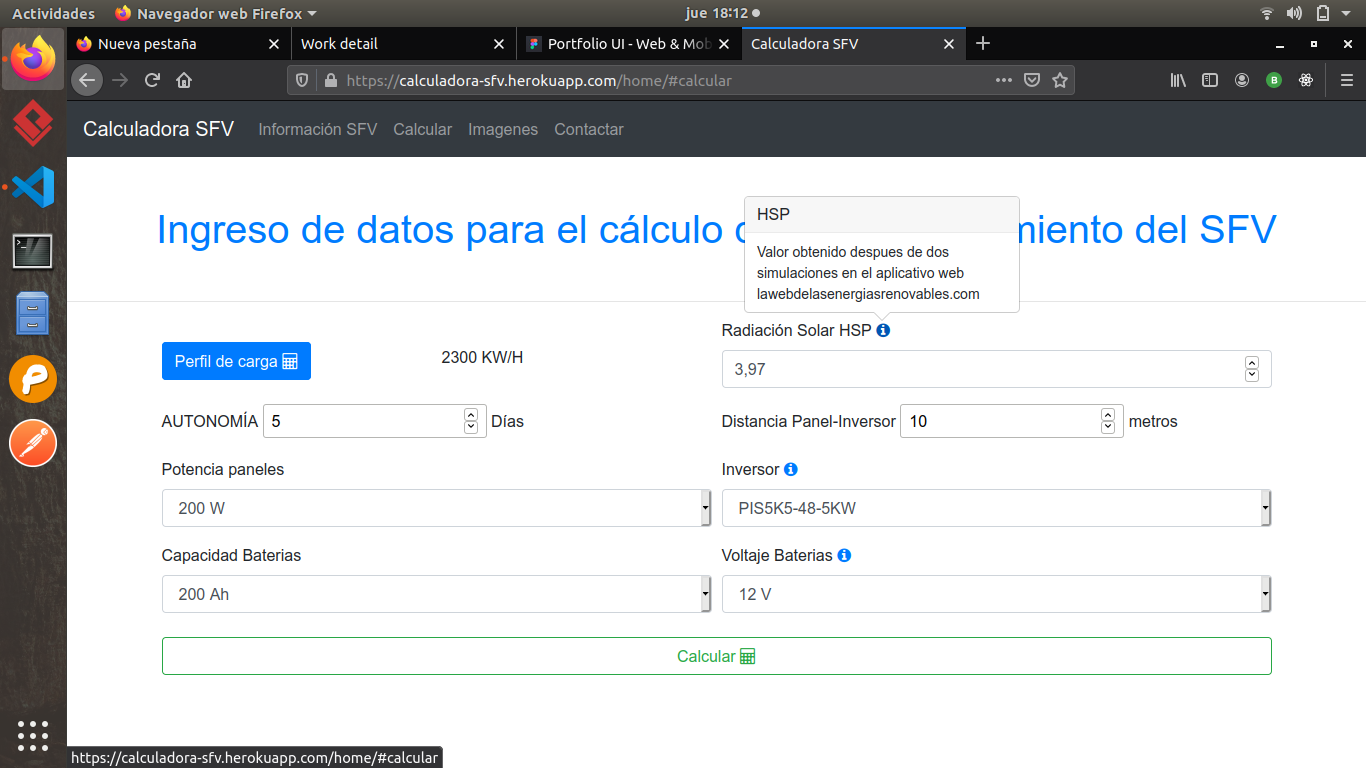 Actividades
Navegador web Firefox
jue 18:12
Nueva pestaña
Work detail
Portfolio UI - Web & Mob
Calculadora SFV
https://calculadora-sfv.herokuapp.com/home/#calcular
B
Calculadora SFV
Información SFV
Calcular
Imagenes
Contactar
Ingreso de datos para el cálculo
miento del SFV
HSP
Valor obtenido despues de dos
simulaciones en el aplicativo web
lawebdelasenergiasrenovables.com
Radiación Solar HSP
Perfil de carga
2300 KW/H
3,97
AUTONOMÍA 5 Días
Distancia Panel-Inversor 10 metros
Potencia paneles
Inversor
200 W
PIS5K5-48-5KW
Capacidad Baterias
Voltaje Baterias
200 Ah
12 V
Calcular
https://calculadora-sfv.herokuapp.com/home/#calcular